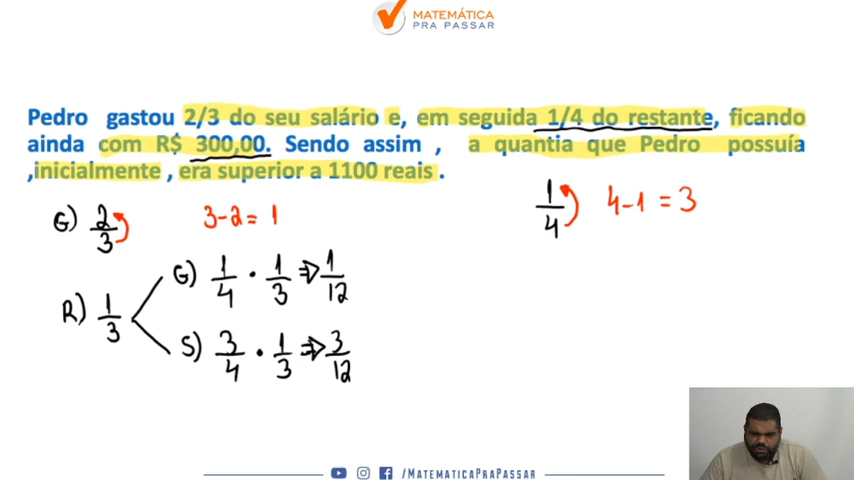 MATEMÁTICA
PRA PASSAR
Pedro gastou 2/3 do seu salário e, em seguida 1/4 do restante, ficando
ainda com R$ 300,00. Sendo assim , a quantia que Pedro possuía
,inicialmente , era superior a 1100 reais .
G) 2/3 3-2=1
1/4 4-1=3
G) 1/4 · 1/3 ⇒ 1/12
R) 1/3
S) 3/4 · 1/3 ⇒ 3/12
/MatematicaPraPassar